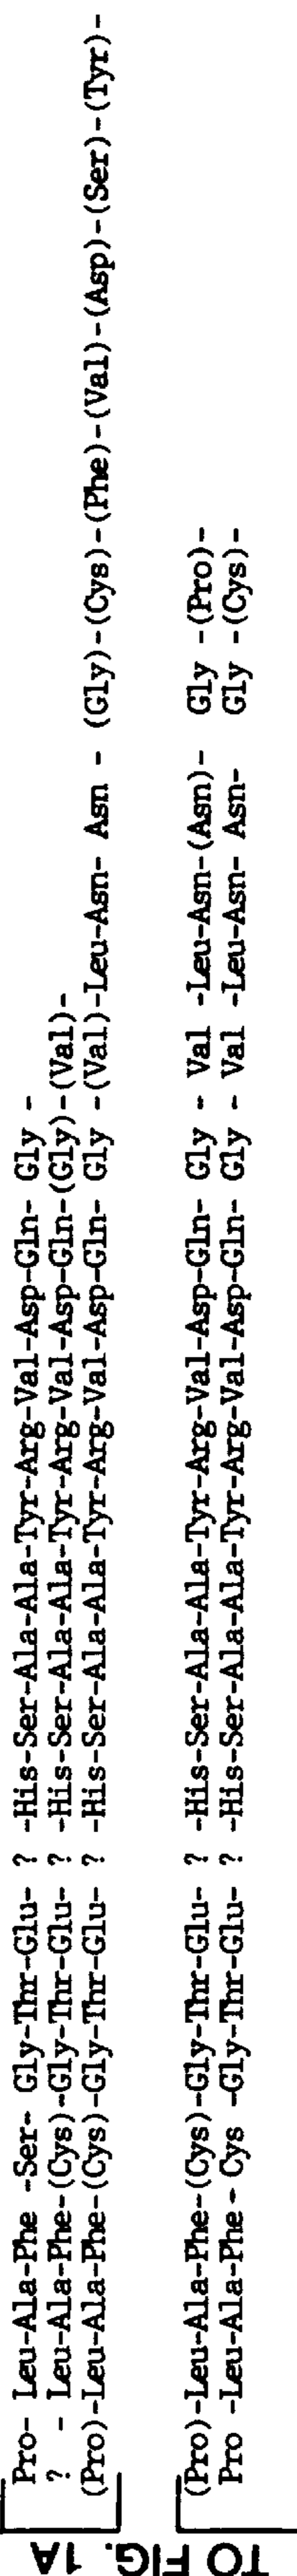 Pro- Leu-Ala-Phe -Ser- Gly-Thr-Glu- ? -His-Ser-Ala-Ala-Tyr-Arg-Val-Asp-Gln- Gly -
? - Leu-Ala-Phe-(Cys)-Gly-Thr-Glu- ? -His-Ser-Ala-Ala-Tyr-Arg-Val-Asp-Gln-(Gly)-(Val)-
(Pro)-Leu-Ala-Phe-(Cys)-Gly-Thr-Glu- ? -His-Ser-Ala-Ala-Tyr-Arg-Val-Asp-Gln- Gly -(Val)-Leu-Asn- Asn - (Gly)-(Cys)-(Phe)-(Val)-(Asp)-(Ser)-(Tyr)-
(Pro)-Leu-Ala-Phe-(Cys)-Gly-Thr-Glu- ? -His-Ser-Ala-Ala-Tyr-Arg-Val-Asp-Gln- Gly - Val -Leu-Asn-(Asn)- Gly -(Pro)-
Pro -Leu-Ala-Phe - Cys -Gly-Thr-Glu- ? -His-Ser-Ala-Ala-Tyr-Arg-Val-Asp-Gln- Gly - Val -Leu-Asn- Asn- Gly -(Cys)-
TO FIG. 1A